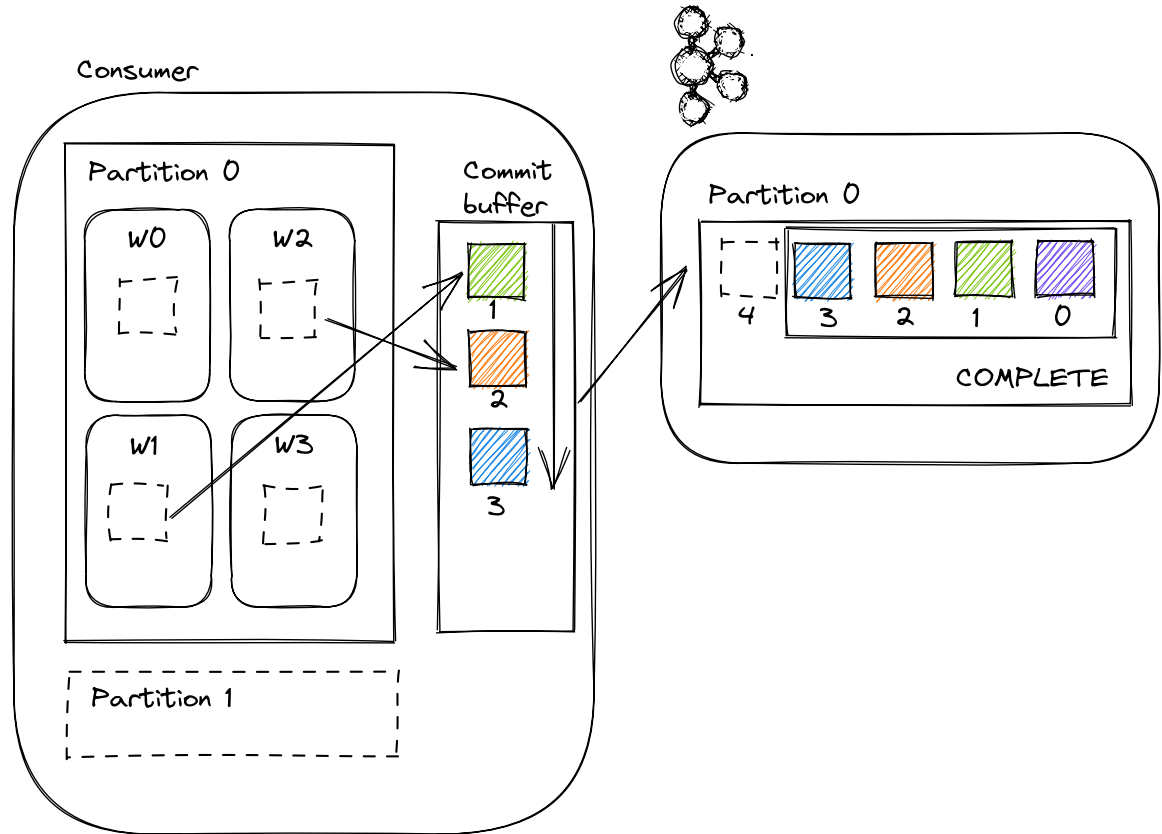 Consumer
Partition 0
W0
W2
W1
W3
Partition 1
Commit
buffer
1
2
3
Partition 0
4 3 2 1 0
COMPLETE